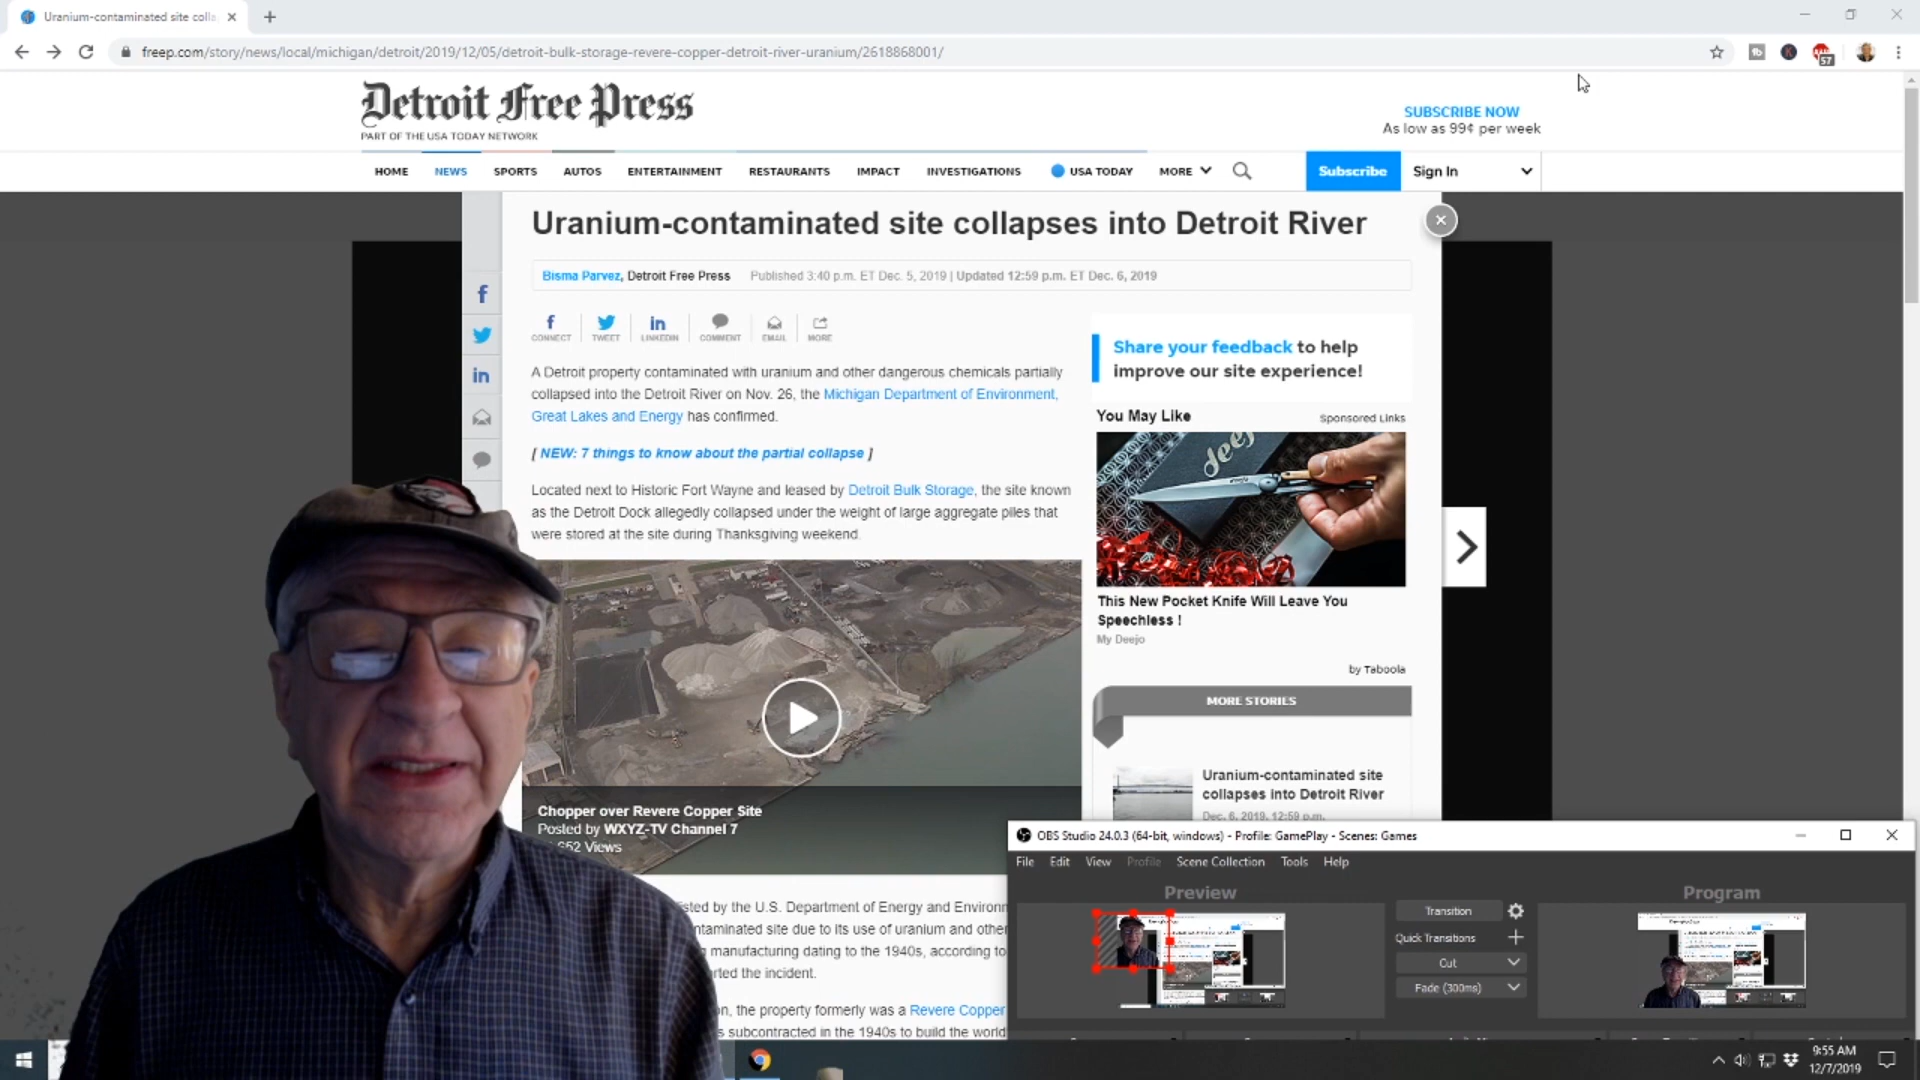 Uranium-contaminated site colla
freep.com/story/news/local/michigan/detroit/2019/12/05/detroit-bulk-storage-revere-copper-detroit-river-uranium/2618868001/
57
Detroit Free Press
PART OF THE USA TODAY NETWORK
SUBSCRIBE NOW
As low as 99¢ per week
HOME NEWS SPORTS AUTOS ENTERTAINMENT RESTAURANTS IMPACT INVESTIGATIONS USA TODAY MORE Subscribe Sign In
Uranium-contaminated site collapses into Detroit River
Bisma Parvez, Detroit Free Press Published 3:40 p.m. ET Dec. 5, 2019 | Updated 12:59 p.m. ET Dec. 6, 2019
CONNECT TWEET LINKEDIN COMMENT EMAIL MORE
A Detroit property contaminated with uranium and other dangerous chemicals partially
collapsed into the Detroit River on Nov. 26, the Michigan Department of Environment,
Great Lakes and Energy has confirmed.
[ NEW: 7 things to know about the partial collapse ]
Located next to Historic Fort Wayne and leased by Detroit Bulk Storage, the site known
as the Detroit Dock allegedly collapsed under the weight of large aggregate piles that
were stored at the site during Thanksgiving weekend.
Chopper over Revere Copper Site
Posted by WXYZ-TV Channel 7
652 Views
sted by the U.S. Department of Energy and Environ
ntaminated site due to its use of uranium and other
manufacturing dating to the 1940s, according to
rted the incident.
n, the property formerly was a Revere Copper
s subcontracted in the 1940s to build the world
Share your feedback to help
improve our site experience!
You May Like Sponsored Links
deejo
This New Pocket Knife Will Leave You
Speechless !
My Deejo
by Taboola
MORE STORIES
Uranium-contaminated site
collapses into Detroit River
Dec. 6, 2019, 12:59 p.m.
OBS Studio 24.0.3 (64-bit, windows) - Profile: GamePlay - Scenes: Games
File Edit View Profile Scene Collection Tools Help
Preview
Program
Transition
Quick Transitions
Cut
Fade (300ms)
9:55 AM
12/7/2019